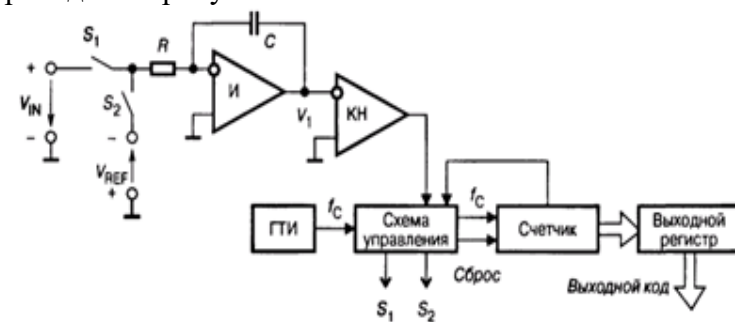 S1
R
C
+
VIN
S2
И
V1
КН
–
–
VREF
+
fC
fC
ГТИ
Схема
управления
Счетчик
Выходной
регистр
Сброс
Выходной код
S1
S2